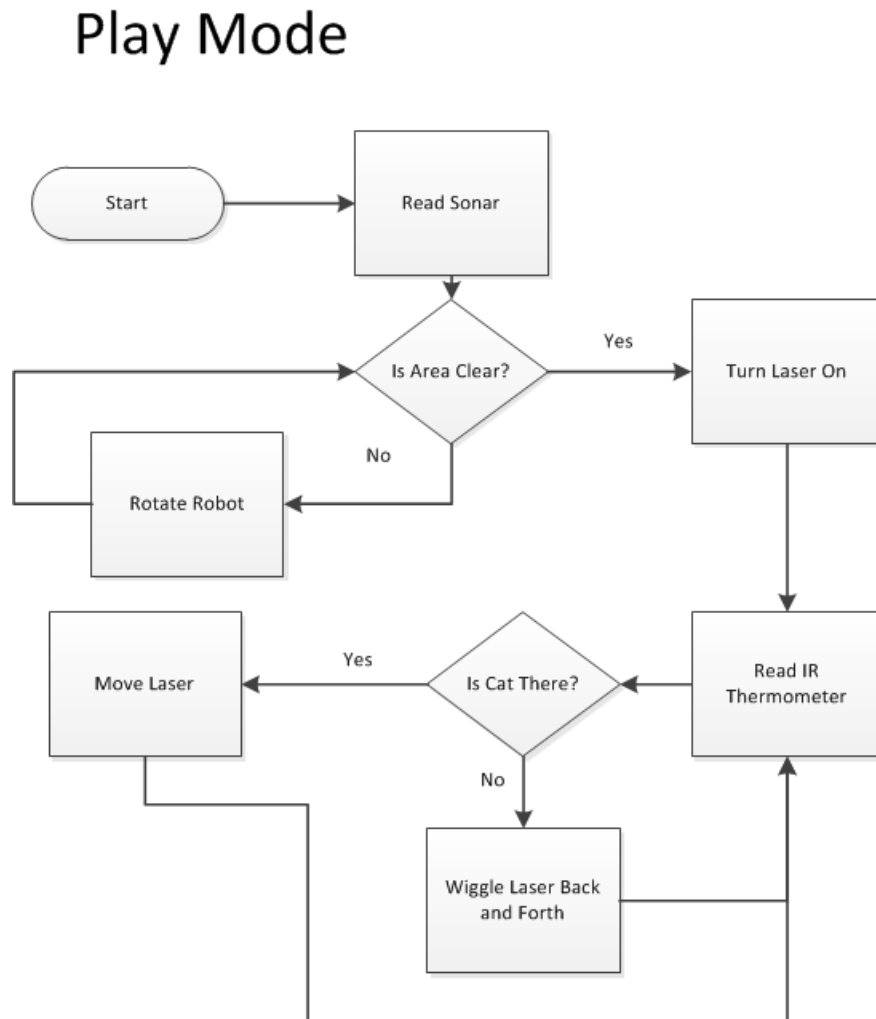 Play Mode
Start
Read Sonar
Is Area Clear?
Yes
Turn Laser On
No
Rotate Robot
Move Laser
Yes
Is Cat There?
Read IR
Thermometer
No
Wiggle Laser Back
and Forth